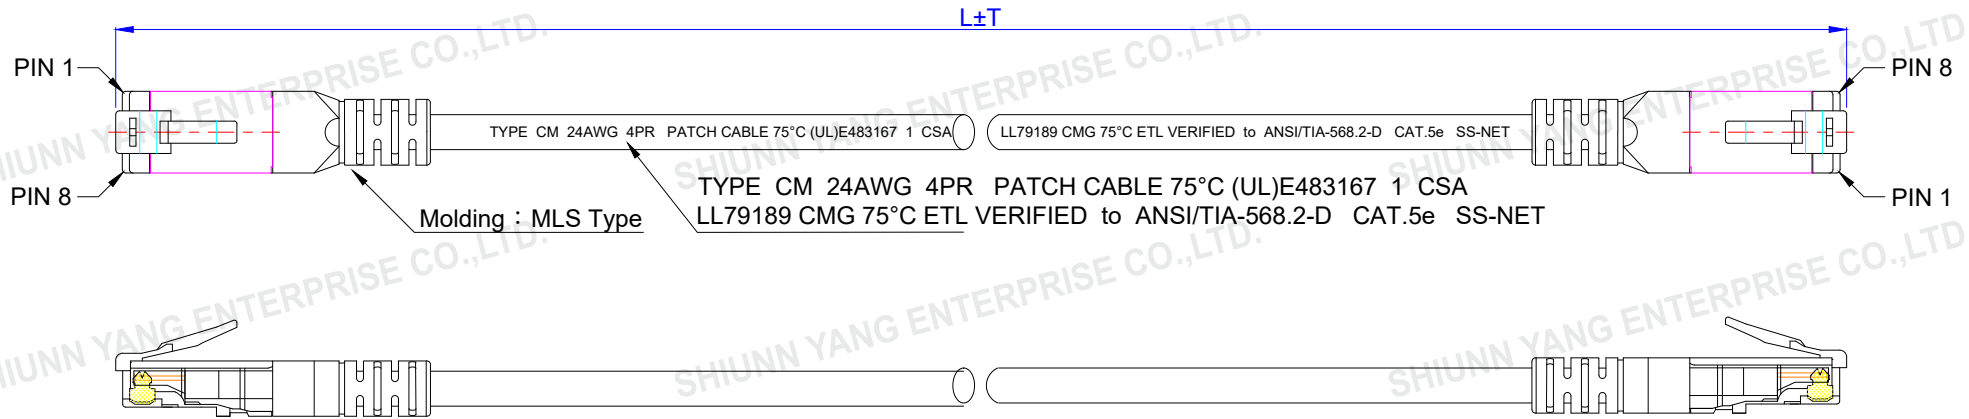 L±T
PIN 1
PIN 8
TYPE CM 24AWG 4PR PATCH CABLE 75°C (UL)E483167 1 CSA
LL79189 CMG 75°C ETL VERIFIED to ANSI/TIA-568.2-D CAT.5e SS-NET
PIN 8
PIN 1
Molding：MLS Type
TYPE CM 24AWG 4PR PATCH CABLE 75°C (UL)E483167 1 CSA
LL79189 CMG 75°C ETL VERIFIED to ANSI/TIA-568.2-D CAT.5e SS-NET
SHIUNN YANG ENTERPRISE CO.,LTD.
SHIUNN YANG ENTERPRISE CO.,LTD.
SHIUNN YANG ENTERPRISE CO.,LTD
SHIUNN YANG ENTERPRISE CO.,LTD.
SHIUNN YANG ENTERPRISE CO.,LTD.
SHIUNN YANG ENTERPRISE CO.,LTD